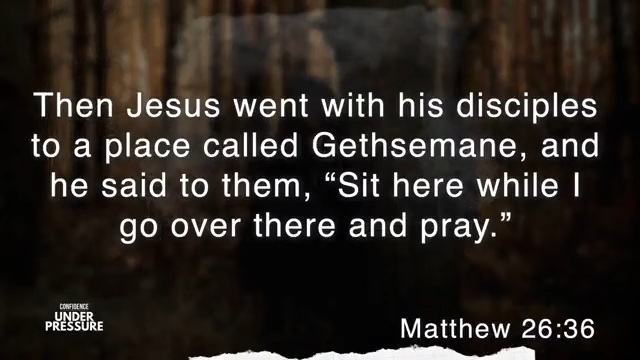 Then Jesus went with his disciples
to a place called Gethsemane, and
he said to them, “Sit here while I
go over there and pray.”
CONFIDENCE
UNDER
PRESSURE
Matthew 26:36